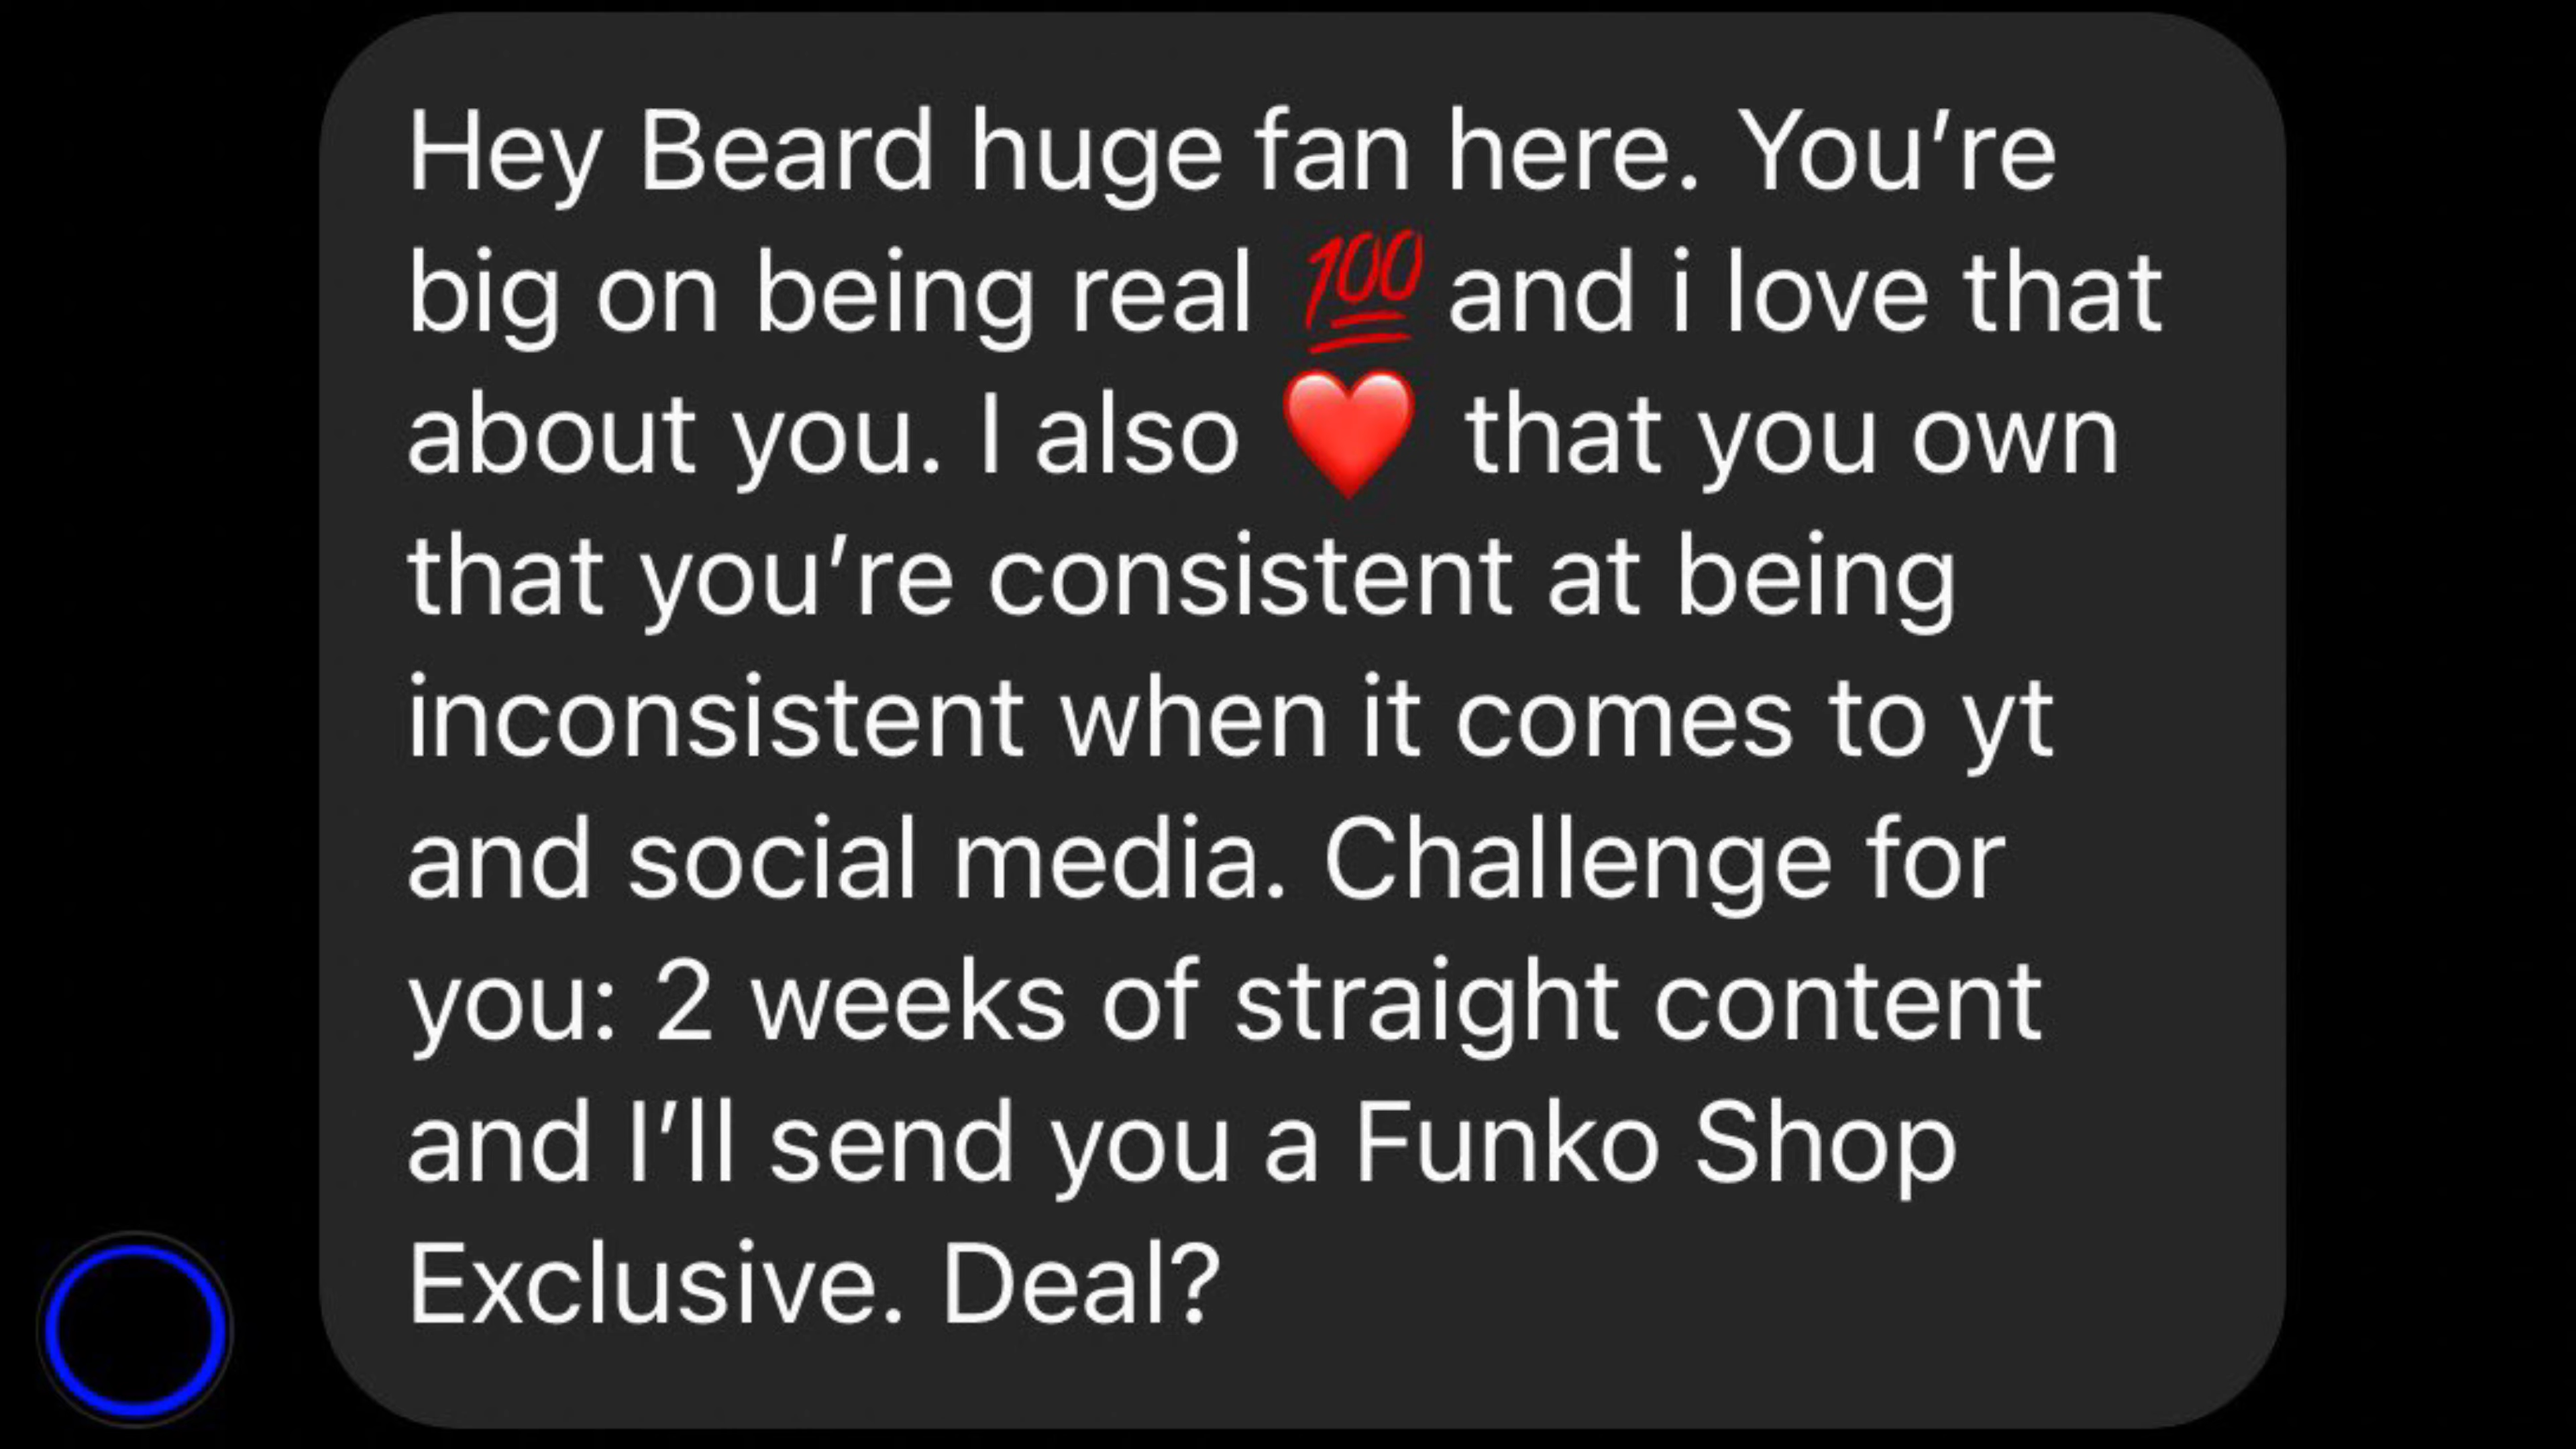 Hey Beard huge fan here. You’re
big on being real 💯 and i love that
about you. I also ❤️ that you own
that you’re consistent at being
inconsistent when it comes to yt
and social media. Challenge for
you: 2 weeks of straight content
and I’ll send you a Funko Shop
Exclusive. Deal?